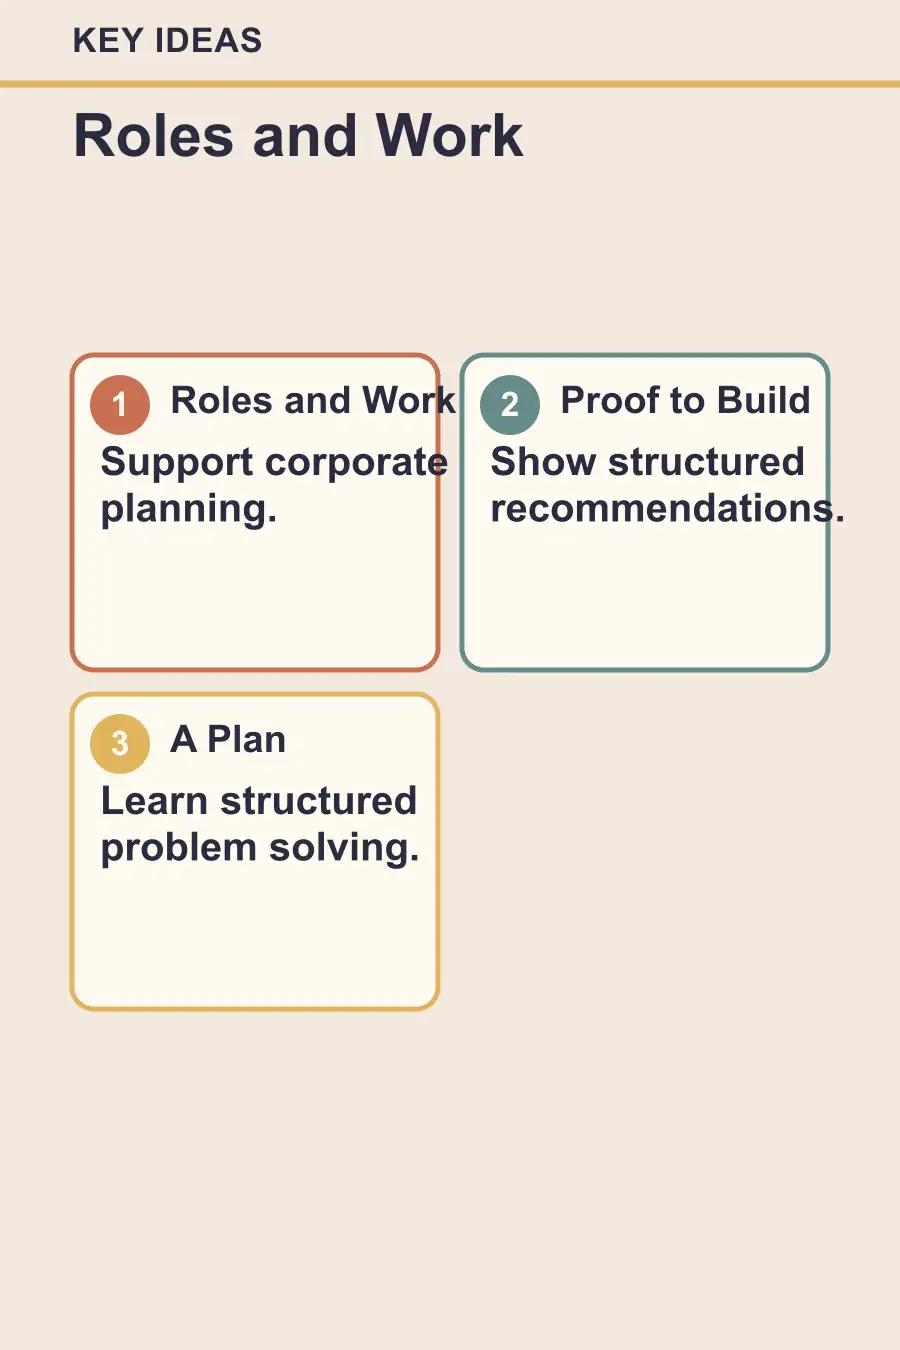 KEY IDEAS
Roles and Work
1 Roles and Work
Support corporate
planning.
2 Proof to Build
Show structured
recommendations.
3 A Plan
Learn structured
problem solving.